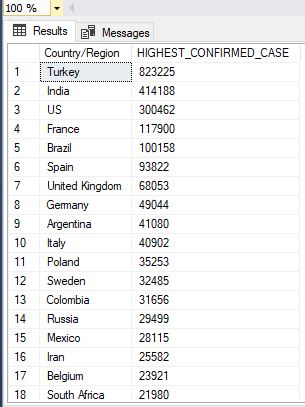 100 %
Results Messages
Country/Region HIGHEST_CONFIRMED_CASE
1 Turkey 823225
2 India 414188
3 US 300462
4 France 117900
5 Brazil 100158
6 Spain 93822
7 United Kingdom 68053
8 Germany 49044
9 Argentina 41080
10 Italy 40902
11 Poland 35253
12 Sweden 32485
13 Colombia 31656
14 Russia 29499
15 Mexico 28115
16 Iran 25582
17 Belgium 23921
18 South Africa 21980